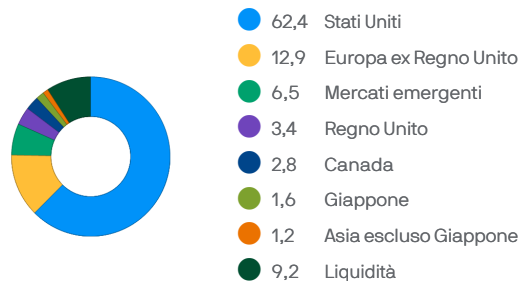 62,4 Stati Uniti
12,9 Europa ex Regno Unito
6,5 Mercati emergenti
3,4 Regno Unito
2,8 Canada
1,6 Giappone
1,2 Asia escluso Giappone
9,2 Liquidità